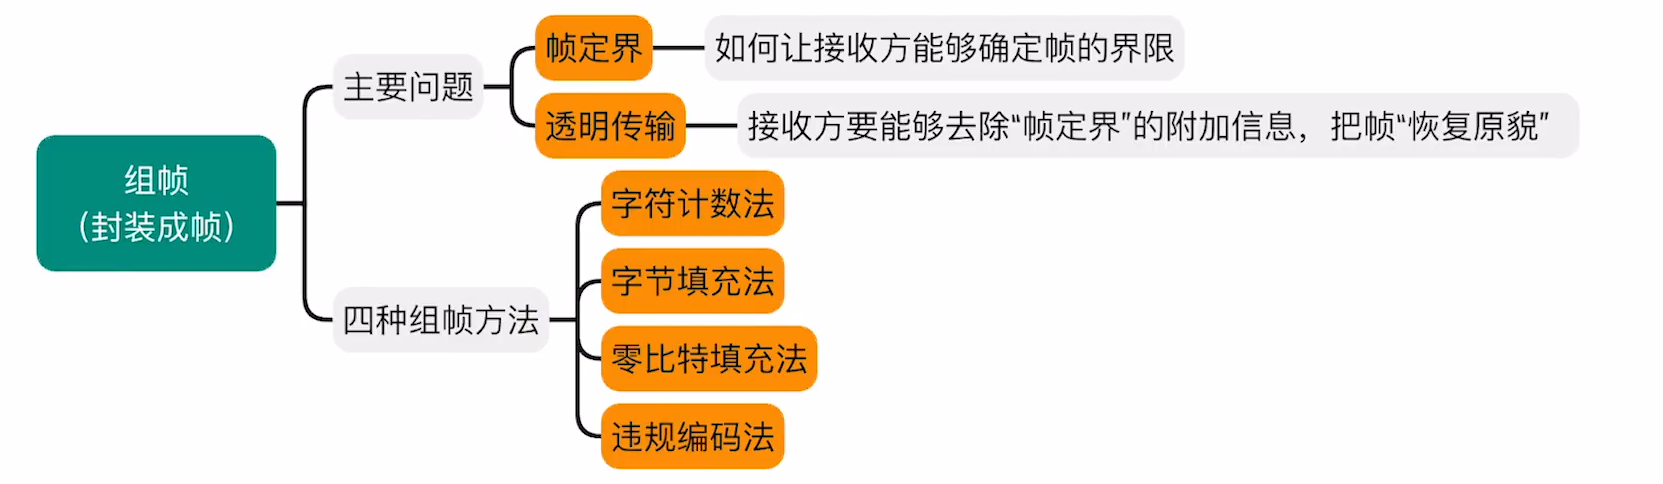 组帧
（封装成帧）
主要问题
帧定界
如何让接收方能够确定帧的界限
透明传输
接收方要能够去除“帧定界”的附加信息，把帧“恢复原貌”
四种组帧方法
字符计数法
字节填充法
零比特填充法
违规编码法